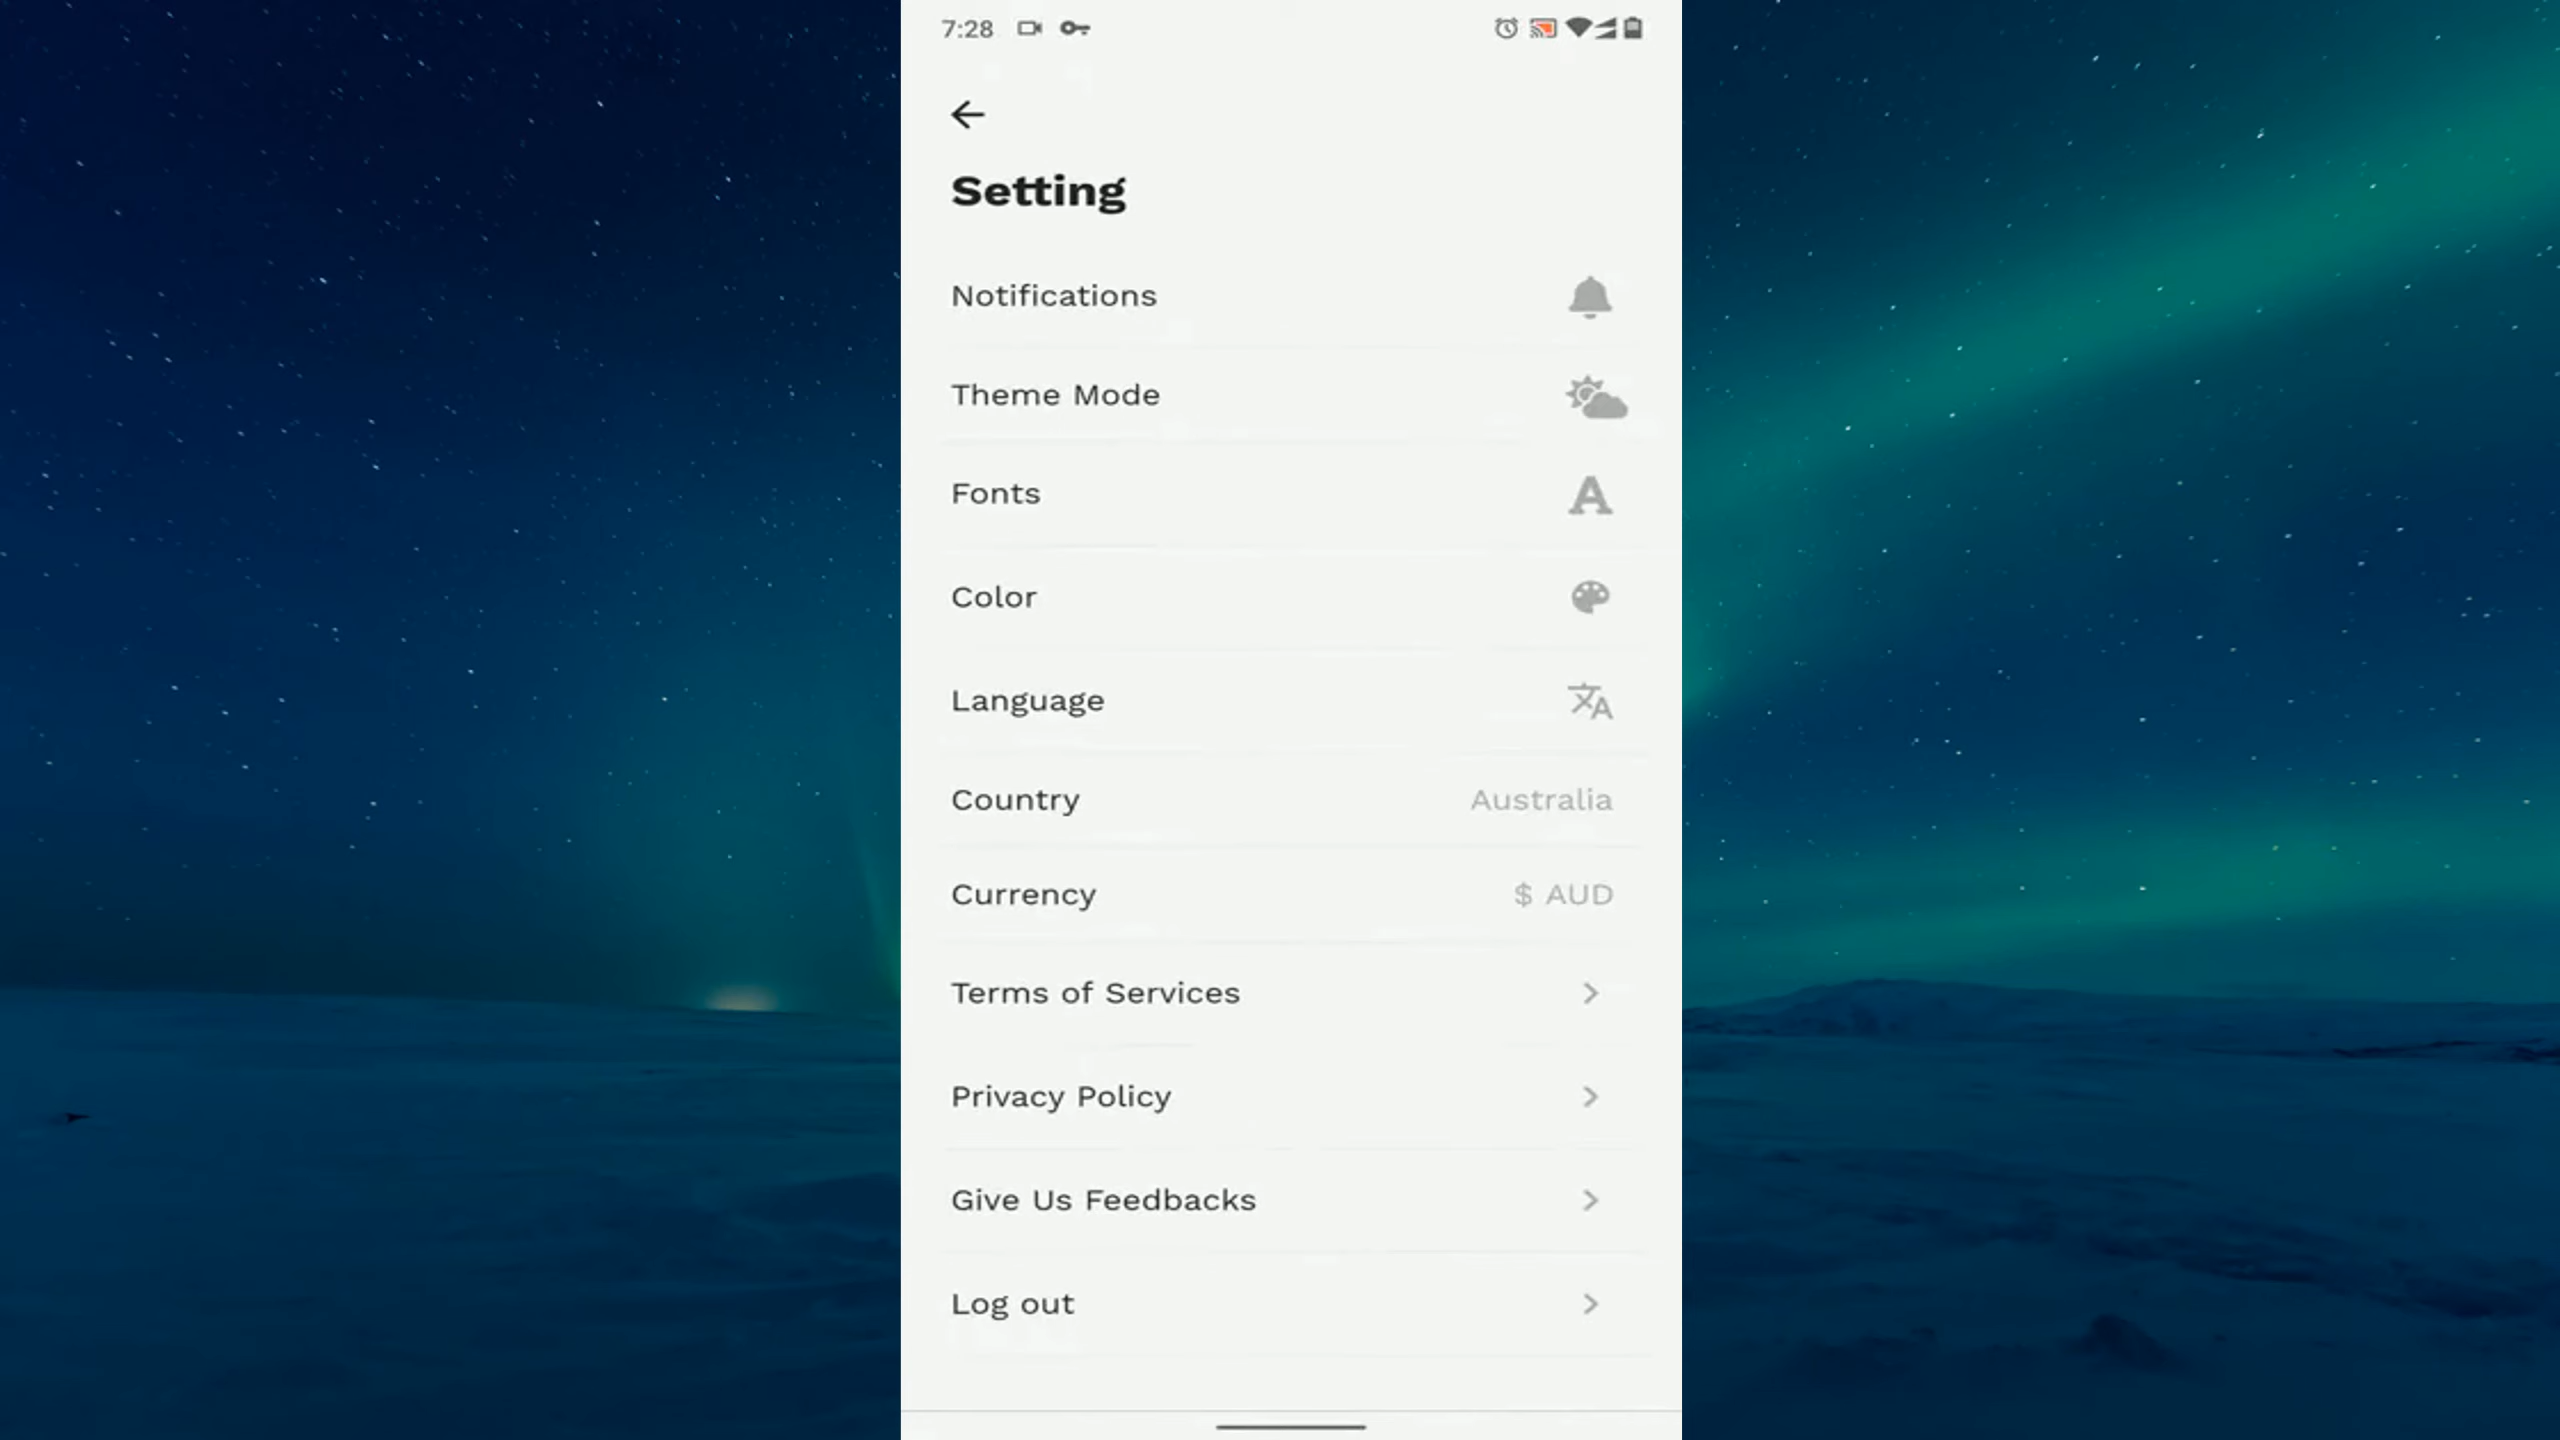 7:28
Setting
Notifications
Theme Mode
Fonts
Color
Language
Country Australia
Currency $ AUD
Terms of Services
Privacy Policy
Give Us Feedbacks
Log out